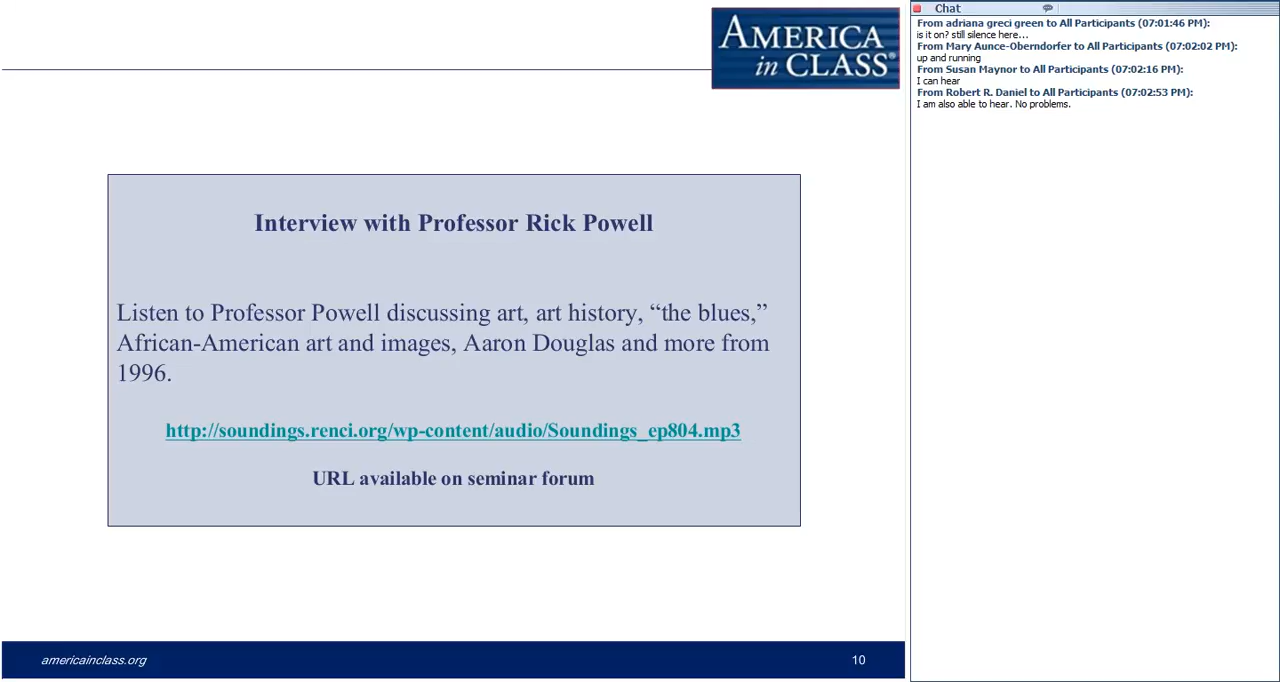 AMERICA
in CLASS®
Interview with Professor Rick Powell
Listen to Professor Powell discussing art, art history, “the blues,”
African-American art and images, Aaron Douglas and more from
1996.
http://soundings.renci.org/wp-content/audio/Soundings_ep804.mp3
URL available on seminar forum
americainclass.org
10
Chat
From adriana greci green to All Participants (07:01:46 PM):
is it on? still silence here...
From Mary Aunce-Oberndorfer to All Participants (07:02:02 PM):
up and running
From Susan Maynor to All Participants (07:02:16 PM):
I can hear
From Robert R. Daniel to All Participants (07:02:53 PM):
I am also able to hear. No problems.